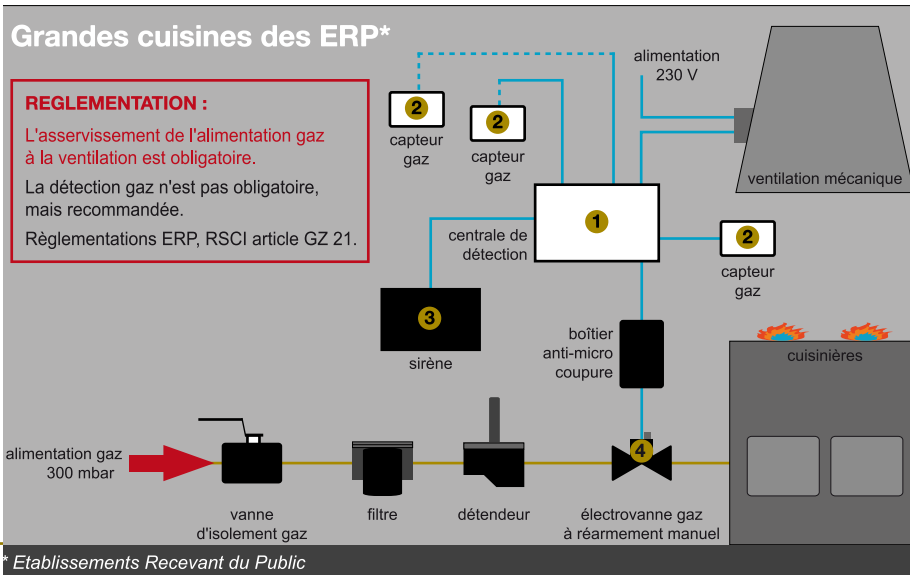 Grandes cuisines des ERP*
REGLEMENTATION :
L'asservissement de l'alimentation gaz
à la ventilation est obligatoire.
La détection gaz n'est pas obligatoire,
mais recommandée.
Règlementations ERP, RSCI article GZ 21.
2
capteur
gaz
2
capteur
gaz
alimentation
230 V
ventilation mécanique
1
centrale de
détection
2
capteur
gaz
3
sirène
boîtier
anti-micro
coupure
cuisinières
alimentation gaz
300 mbar
4
vanne
d'isolement gaz
filtre
détendeur
électrovanne gaz
à réarmement manuel
* Etablissements Recevant du Public